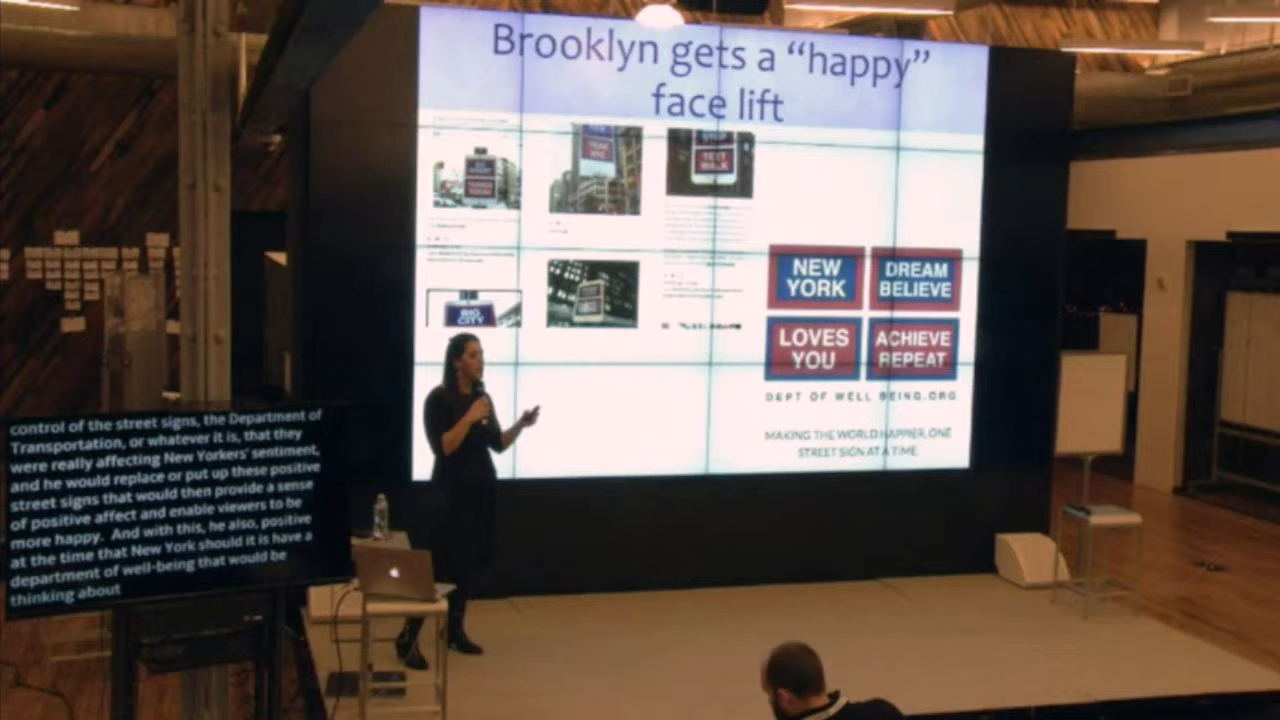 Brooklyn gets a “happy”
face lift
BIG
CITY
NEW
YORK
DREAM
BELIEVE
LOVES
YOU
ACHIEVE
REPEAT
DEPT OF WELL BEING.ORG
MAKING THE WORLD HAPPIER, ONE
STREET SIGN AT A TIME.
control of the street signs, the Department of
Transportation, or whatever it is, that they
were really affecting New Yorkers' sentiment,
and he would replace or put up these positive
street signs that would then provide a sense
of positive affect and enable viewers to be
more happy. And with this, he also, positive
at the time that New York should it is have a
department of well-being that would be
thinking about